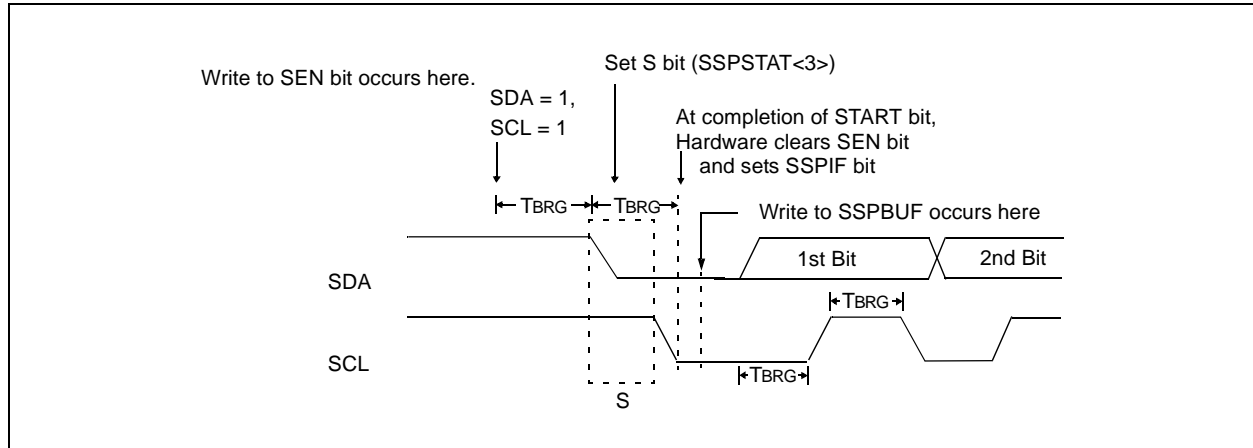 Write to SEN bit occurs here.
Set S bit (SSPSTAT<3>)
SDA = 1,
SCL = 1
At completion of START bit,
Hardware clears SEN bit
and sets SSPIF bit
TBRG
TBRG
Write to SSPBUF occurs here
SDA
1st Bit
2nd Bit
TBRG
SCL
TBRG
S